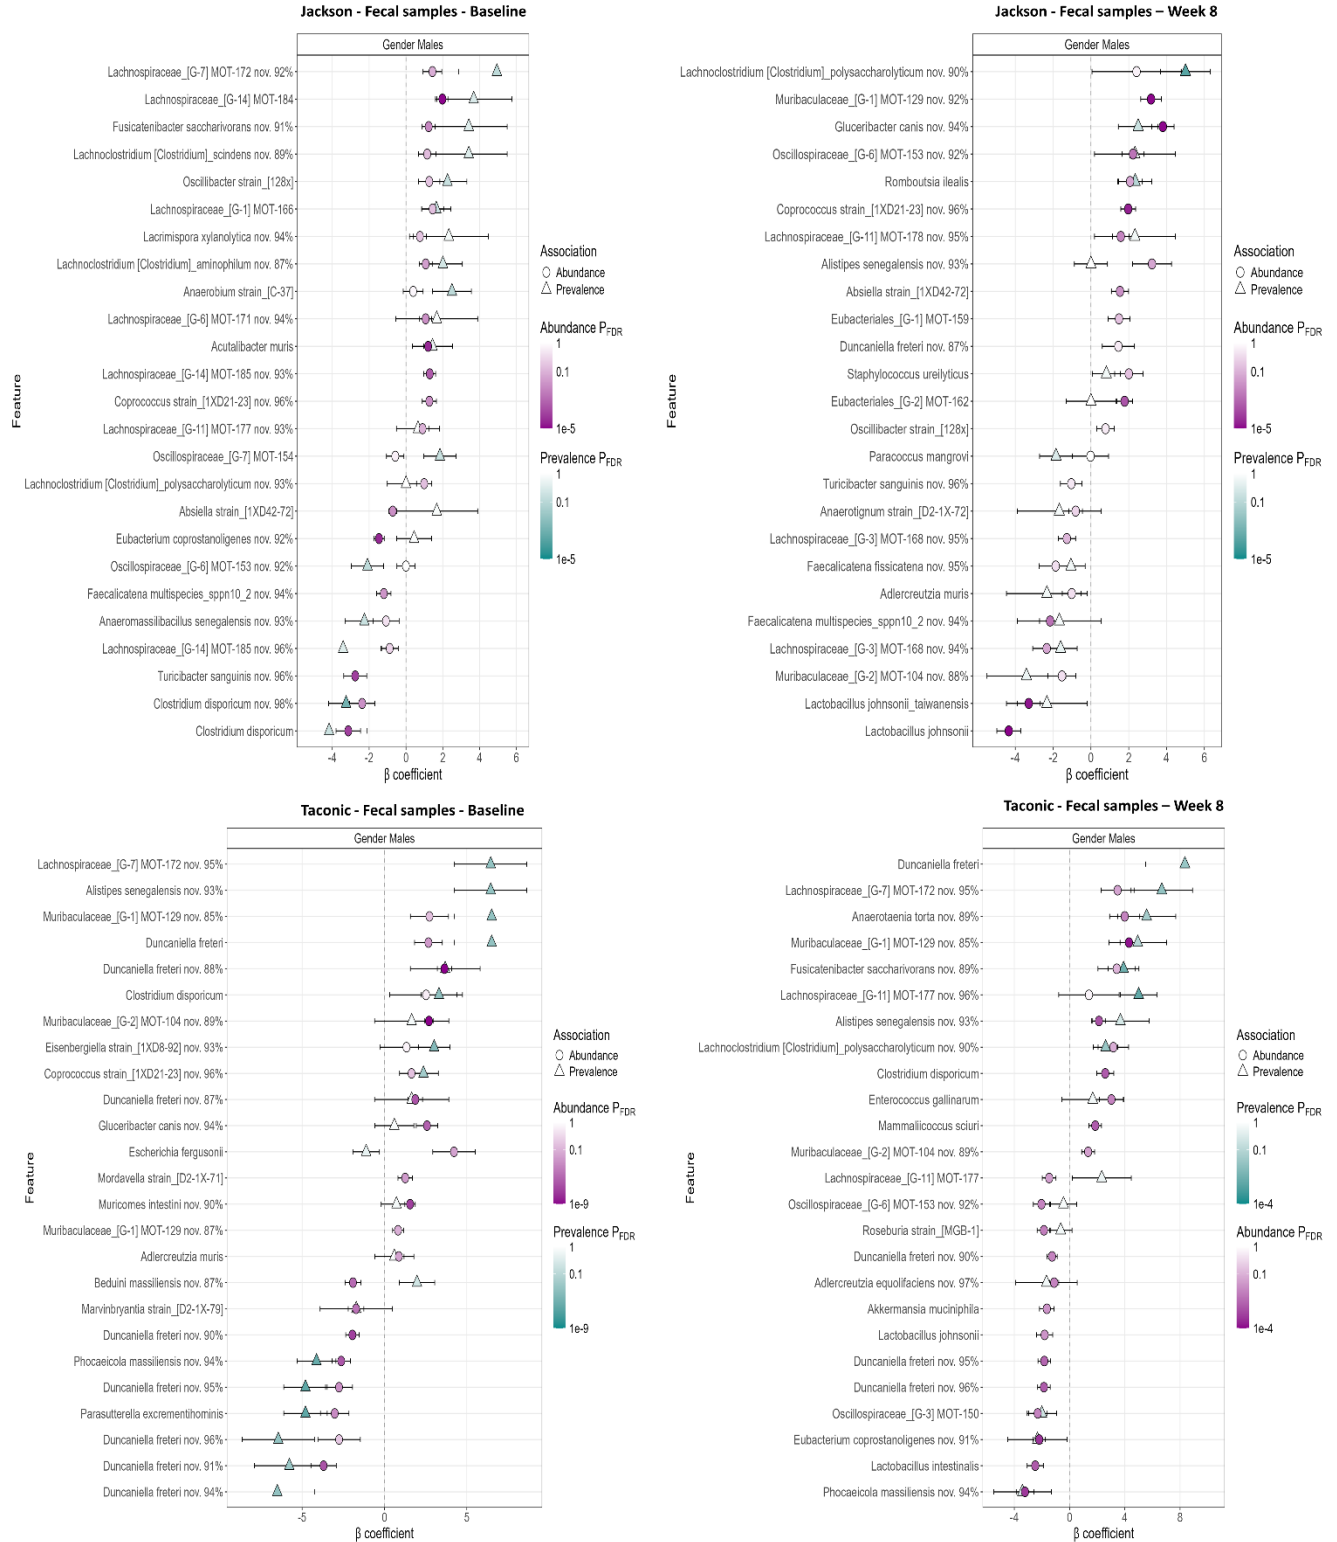 Jackson - Fecal samples - Baseline
Gender Males
Feature
Lachnospiraceae_[G-7] MOT-172 nov. 92%
Lachnospiraceae_[G-14] MOT-184
Fusicatenibacter saccharivorans nov. 91%
Lachnoclostridium [Clostridium]_scindens nov. 89%
Oscillibacter strain_[128x]
Lachnospiraceae_[G-1] MOT-166
Lacrimispora xylanolytica nov. 94%
Lachnoclostridium [Clostridium]_aminophilum nov. 87%
Anaerobium strain_[C-37]
Lachnospiraceae_[G-6] MOT-171 nov. 94%
Acutalibacter muris
Lachnospiraceae_[G-14] MOT-185 nov. 93%
Coprococcus strain_[1XD21-23] nov. 96%
Lachnospiraceae_[G-11] MOT-177 nov. 93%
Oscillospiraceae_[G-7] MOT-154
Lachnoclostridium [Clostridium]_polysaccharolyticum nov. 93%
Absiella strain_[1XD42-72]
Eubacterium coprostanoligenes nov. 92%
Oscillospiraceae_[G-6] MOT-153 nov. 92%
Faecalicatena multispecies_sppn10_2 nov. 94%
Anaeromassilibacillus senegalensis nov. 93%
Lachnospiraceae_[G-14] MOT-185 nov. 96%
Turicibacter sanguinis nov. 96%
Clostridium disporicum nov. 98%
Clostridium disporicum
-4 -2 0 2 4 6
β coefficient
Association
Abundance
Prevalence
Abundance PFDR
1
0.1
1e-5
Prevalence PFDR
1
0.1
1e-5
Jackson - Fecal samples – Week 8
Gender Males
Feature
Lachnoclostridium [Clostridium]_polysaccharolyticum nov. 90%
Muribaculaceae_[G-1] MOT-129 nov. 92%
Gluceribacter canis nov. 94%
Oscillospiraceae_[G-6] MOT-153 nov. 92%
Romboutsia ilealis
Coprococcus strain_[1XD21-23] nov. 96%
Lachnospiraceae_[G-11] MOT-178 nov. 95%
Alistipes senegalensis nov. 93%
Absiella strain_[1XD42-72]
Eubacteriales_[G-1] MOT-159
Duncaniella freteri nov. 87%
Staphylococcus ureilyticus
Eubacteriales_[G-2] MOT-162
Oscillibacter strain_[128x]
Paracoccus mangrovi
Turicibacter sanguinis nov. 96%
Anaerotignum strain_[D2-1X-72]
Lachnospiraceae_[G-3] MOT-168 nov. 95%
Faecalicatena fissicatena nov. 95%
Adlercreutzia muris
Faecalicatena multispecies_sppn10_2 nov. 94%
Lachnospiraceae_[G-3] MOT-168 nov. 94%
Muribaculaceae_[G-2] MOT-104 nov. 88%
Lactobacillus johnsonii_taiwanensis
Lactobacillus johnsonii
-4 -2 0 2 4 6
β coefficient
Association
Abundance
Prevalence
Abundance PFDR
1
0.1
1e-5
Prevalence PFDR
1
0.1
1e-5
Taconic - Fecal samples - Baseline
Gender Males
Feature
Lachnospiraceae_[G-7] MOT-172 nov. 95%
Alistipes senegalensis nov. 93%
Muribaculaceae_[G-1] MOT-129 nov. 85%
Duncaniella freteri
Duncaniella freteri nov. 88%
Clostridium disporicum
Muribaculaceae_[G-2] MOT-104 nov. 89%
Eisenbergiella strain_[1XD8-92] nov. 93%
Coprococcus strain_[1XD21-23] nov. 96%
Duncaniella freteri nov. 87%
Gluceribacter canis nov. 94%
Escherichia fergusonii
Mordavella strain_[D2-1X-71]
Muricomes intestini nov. 90%
Muribaculaceae_[G-1] MOT-129 nov. 87%
Adlercreutzia muris
Beduini massiliensis nov. 87%
Marvinbryantia strain_[D2-1X-79]
Duncaniella freteri nov. 90%
Phocaeicola massiliensis nov. 94%
Duncaniella freteri nov. 95%
Parasutterella excrementihominis
Duncaniella freteri nov. 96%
Duncaniella freteri nov. 91%
Duncaniella freteri nov. 94%
-5 0 5
β coefficient
Association
Abundance
Prevalence
Abundance PFDR
1
0.1
1e-9
Prevalence PFDR
1
0.1
1e-9
Taconic - Fecal samples – Week 8
Gender Males
Feature
Duncaniella freteri
Lachnospiraceae_[G-7] MOT-172 nov. 95%
Anaerotaenia torta nov. 89%
Muribaculaceae_[G-1] MOT-129 nov. 85%
Fusicatenibacter saccharivorans nov. 89%
Lachnospiraceae_[G-11] MOT-177 nov. 96%
Alistipes senegalensis nov. 93%
Lachnoclostridium [Clostridium]_polysaccharolyticum nov. 90%
Clostridium disporicum
Enterococcus gallinarum
Mammaliicoccus sciuri
Muribaculaceae_[G-2] MOT-104 nov. 89%
Lachnospiraceae_[G-11] MOT-177
Oscillospiraceae_[G-6] MOT-153 nov. 92%
Roseburia strain_[MGB-1]
Duncaniella freteri nov. 90%
Adlercreutzia equolifaciens nov. 97%
Akkermansia muciniphila
Lactobacillus johnsonii
Duncaniella freteri nov. 95%
Duncaniella freteri nov. 96%
Oscillospiraceae_[G-3] MOT-150
Eubacterium coprostanoligenes nov. 91%
Lactobacillus intestinalis
Phocaeicola massiliensis nov. 94%
-4 0 4 8
β coefficient
Association
Abundance
Prevalence
Prevalence PFDR
1
0.1
1e-4
Abundance PFDR
1
0.1
1e-4